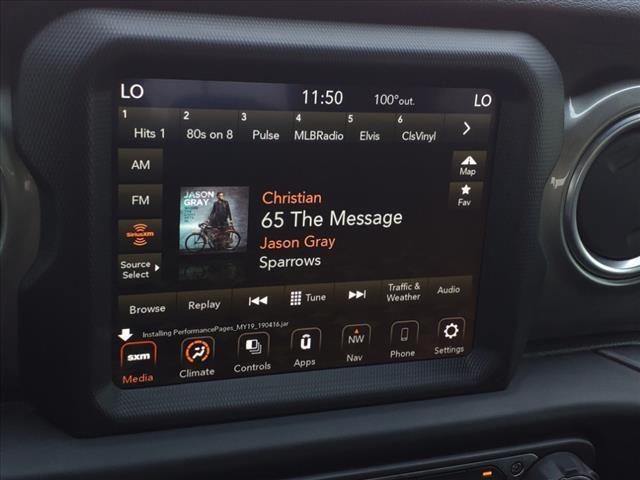 LO 11:50 100°out. LO
1 2 3 4 5 6
Hits 1 80s on 8 Pulse MLBRadio Elvis ClsVinyl
AM
FM
SiriusXM
Source
Select
Map
Fav
JASON
GRAY
Christian
65 The Message
Jason Gray
Sparrows
Browse Replay Tune Traffic &
Weather Audio
Installing PerformancePages_MY19_190416.jar
sxm ü NW
Media Climate Controls Apps Nav Phone Settings